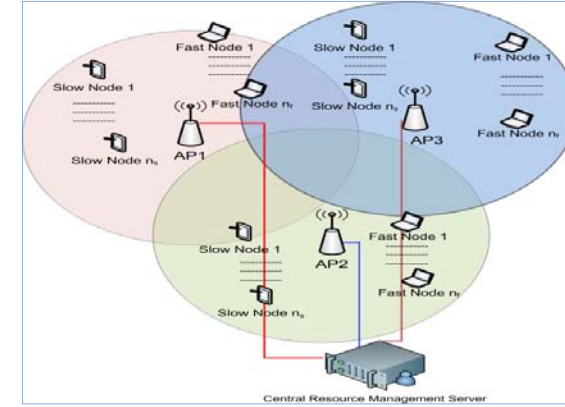 Fast Node 1
Slow Node 1
Fast Node nf
AP1
Slow Node ns
Slow Node 1
Fast Node 1
Slow Node ns
Fast Node nf
AP3
Slow Node 1
Fast Node 1
AP2
Slow Node ns
Fast Node nf
Central Resource Management Server